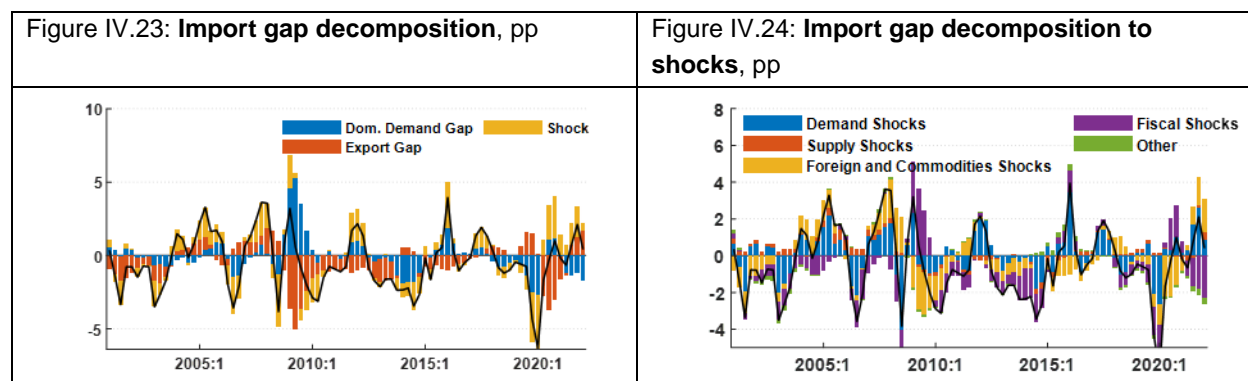 Figure IV.23: Import gap decomposition, pp
Figure IV.24: Import gap decomposition to
shocks, pp
10
5
0
-5
Dom. Demand Gap
Shock
Export Gap
2005:1
2010:1
2015:1
2020:1
8
6
4
2
0
-2
-4
Demand Shocks
Fiscal Shocks
Supply Shocks
Other
Foreign and Commodities Shocks
2005:1
2010:1
2015:1
2020:1